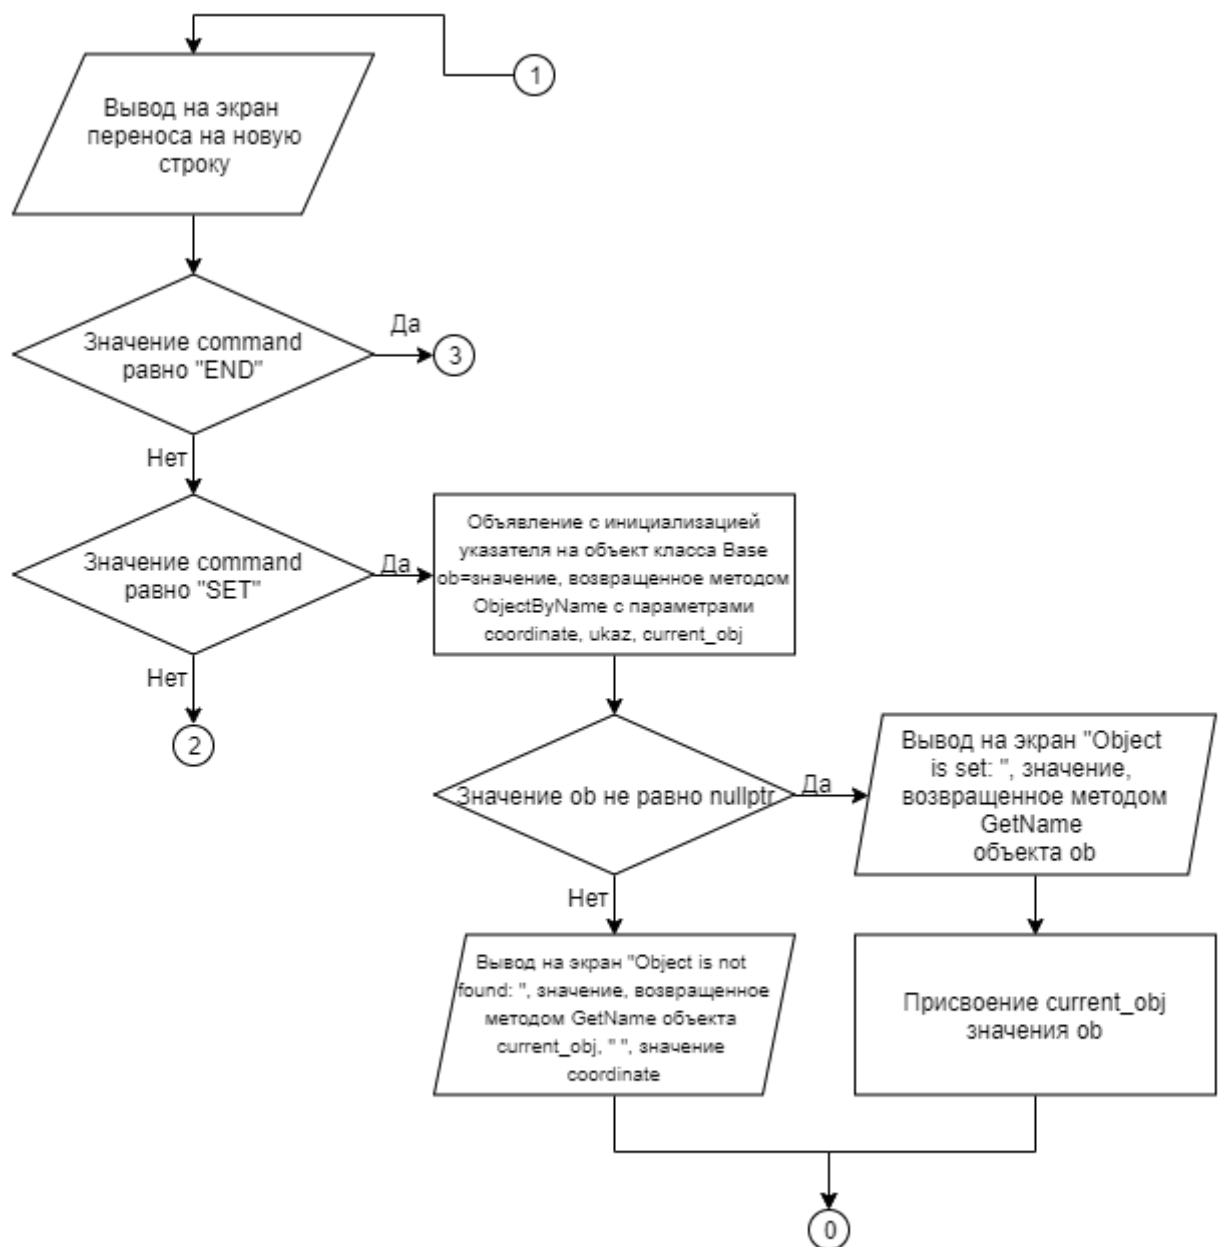 1
Вывод на экран
переноса на новую
строку
Значение command
равно "END"
Да
3
Нет
Значение command
равно "SET"
Да
Объявление с инициализацией
указателя на объект класса Base
ob=значение, возвращенное методом
ObjectByName с параметрами
coordinate, ukaz, current_obj
Нет
2
Значение ob не равно nullptr
Да
Вывод на экран "Object
is set: ", значение,
возвращенное методом
GetName
объекта ob
Нет
Вывод на экран "Object is not
found: ", значение, возвращенное
методом GetName объекта
current_obj, " ", значение
coordinate
Присвоение current_obj
значения ob
0